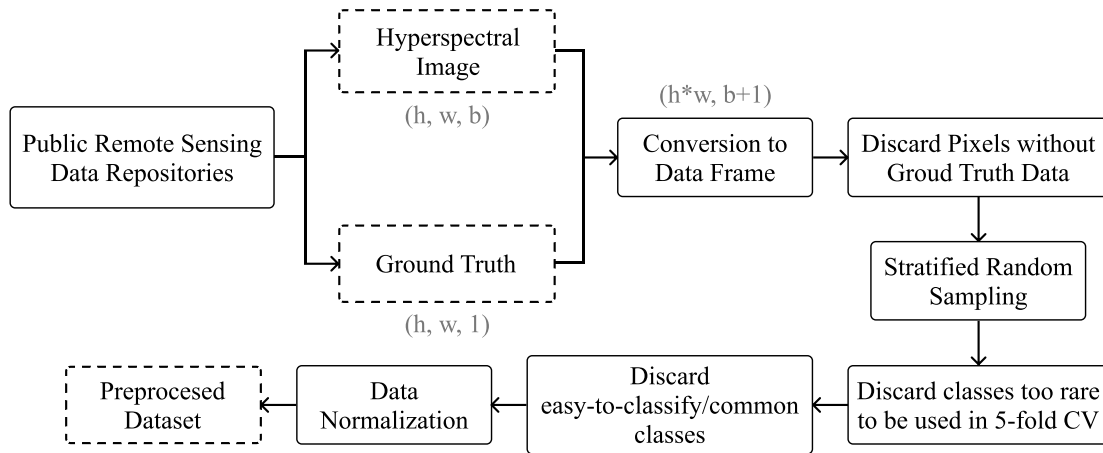 Public Remote Sensing
Data Repositories
Hyperspectral
Image
(h, w, b)
Ground Truth
(h, w, 1)
(h*w, b+1)
Conversion to
Data Frame
Discard Pixels without
Groud Truth Data
Stratified Random
Sampling
Discard classes too rare
to be used in 5-fold CV
Discard
easy-to-classify/common
classes
Data
Normalization
Preprocesed
Dataset